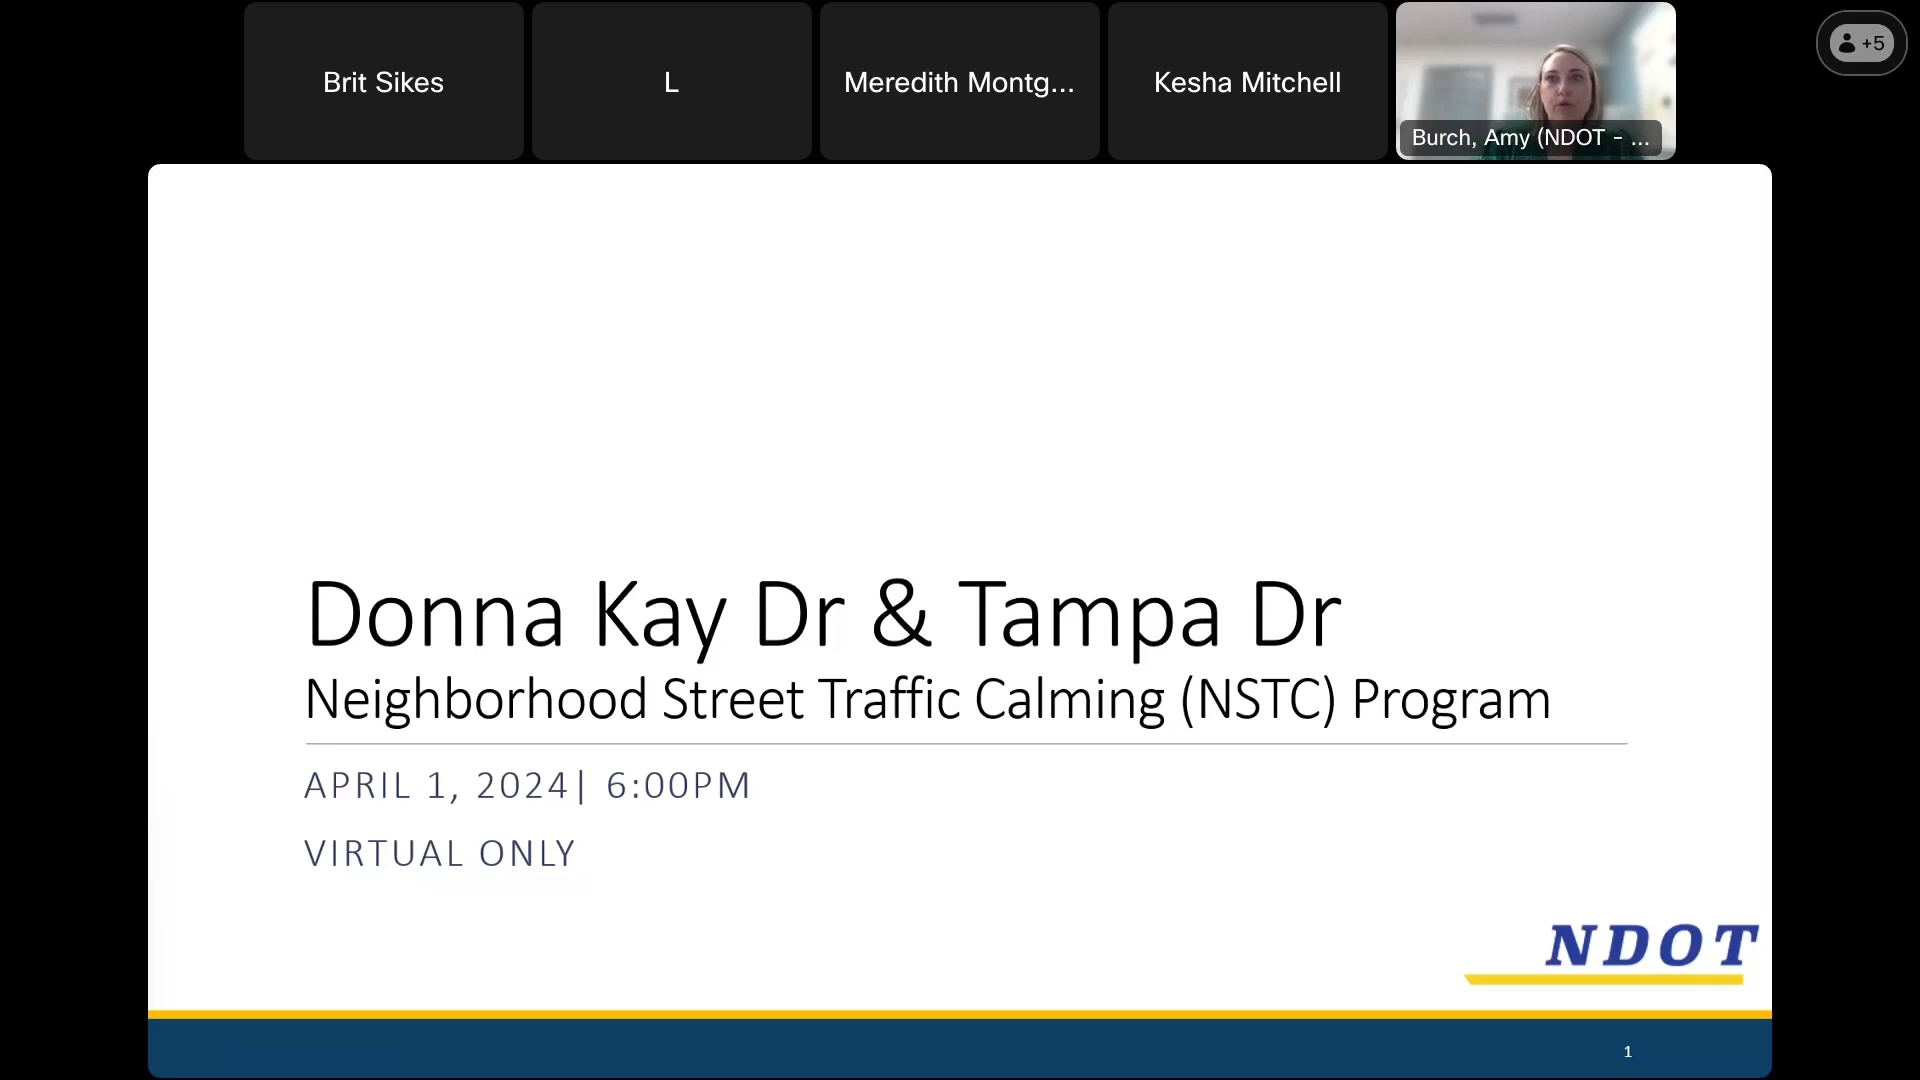 Brit Sikes
L
Meredith Montg...
Kesha Mitchell
Burch, Amy (NDOT - ...
+5
Donna Kay Dr & Tampa Dr
Neighborhood Street Traffic Calming (NSTC) Program
APRIL 1, 2024| 6:00PM
VIRTUAL ONLY
NDOT
1